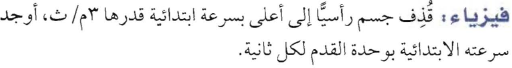 فيزياء: قُذِف جسم رأسيًّا إلى أعلى بسرعة ابتدائية قدرها ٣م/ ث، أوجد
سرعته الابتدائية بوحدة القدم لكل ثانية.